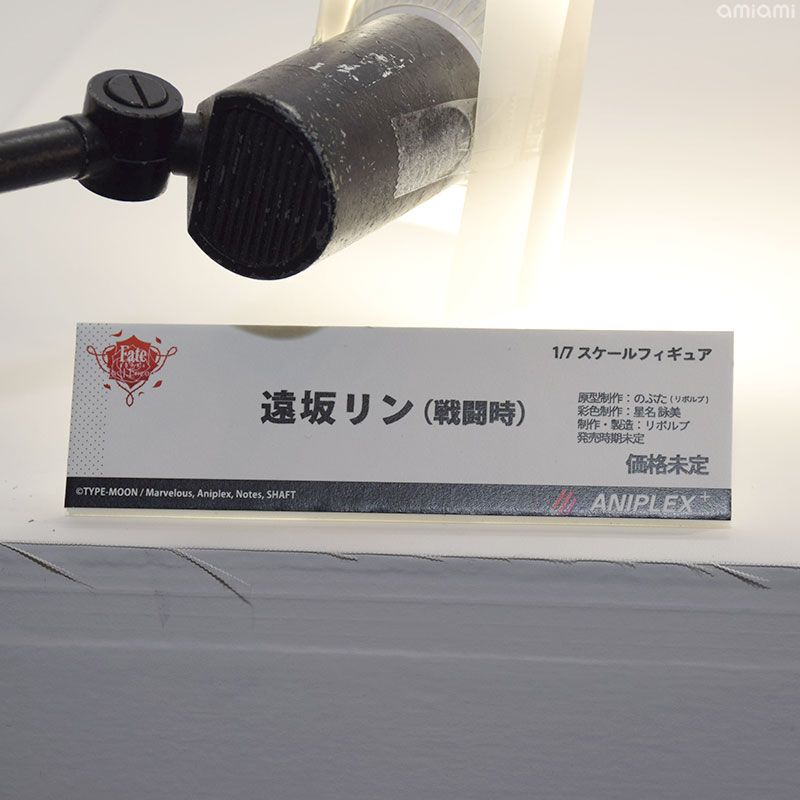 amiami
Fate
1/7 スケールフィギュア
遠坂リン（戦闘時）
原型制作：のぶた（リボルブ）
彩色制作：星名 詠美
制作・製造：リボルブ
発売時期未定
価格未定
©TYPE-MOON / Marvelous, Aniplex, Notes, SHAFT
ANIPLEX+